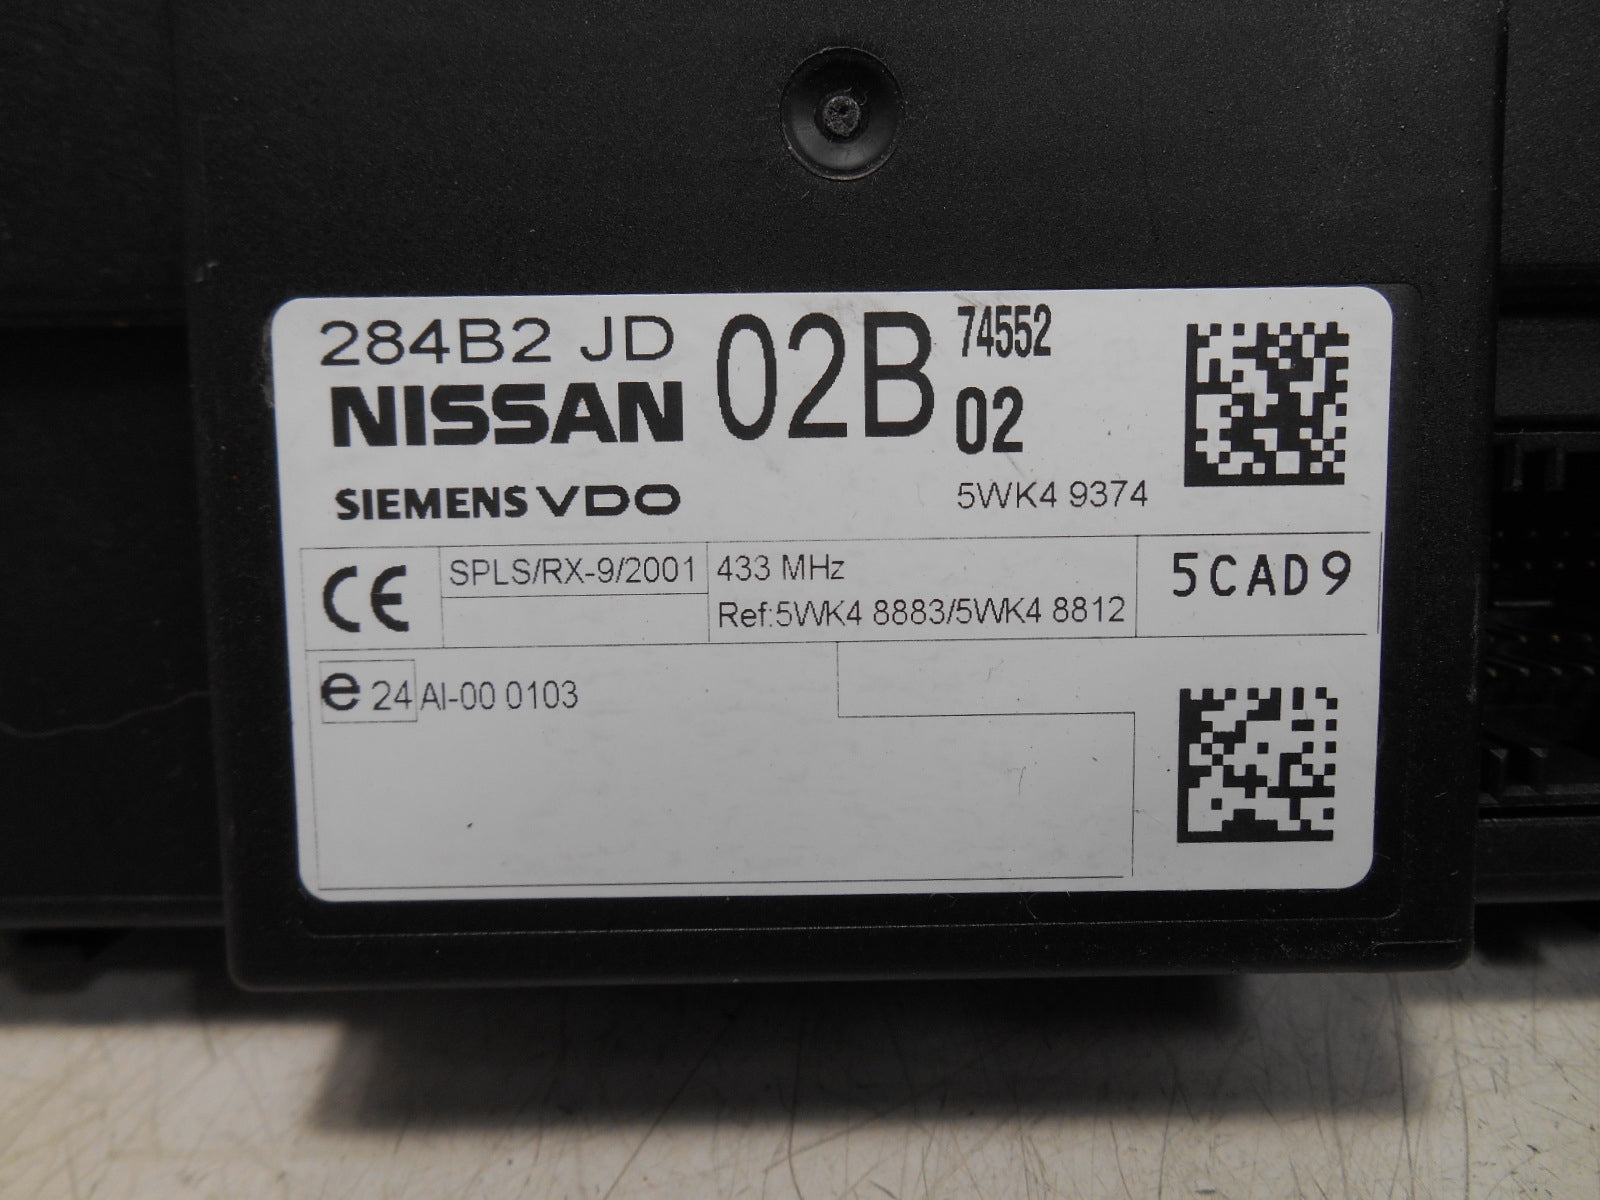 284B2 JD 02B 74552
NISSAN 02
SIEMENS VDO 5WK4 9374
CE SPLS/RX-9/2001 433 MHz 5CAD9
Ref:5WK4 8883/5WK4 8812
e 24 AI-00 0103